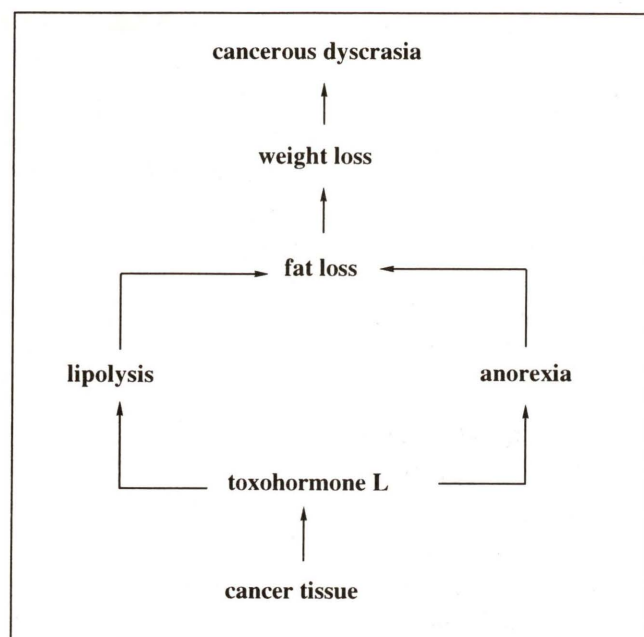 cancerous dyscrasia
weight loss
fat loss
lipolysis
anorexia
toxohormone L
cancer tissue